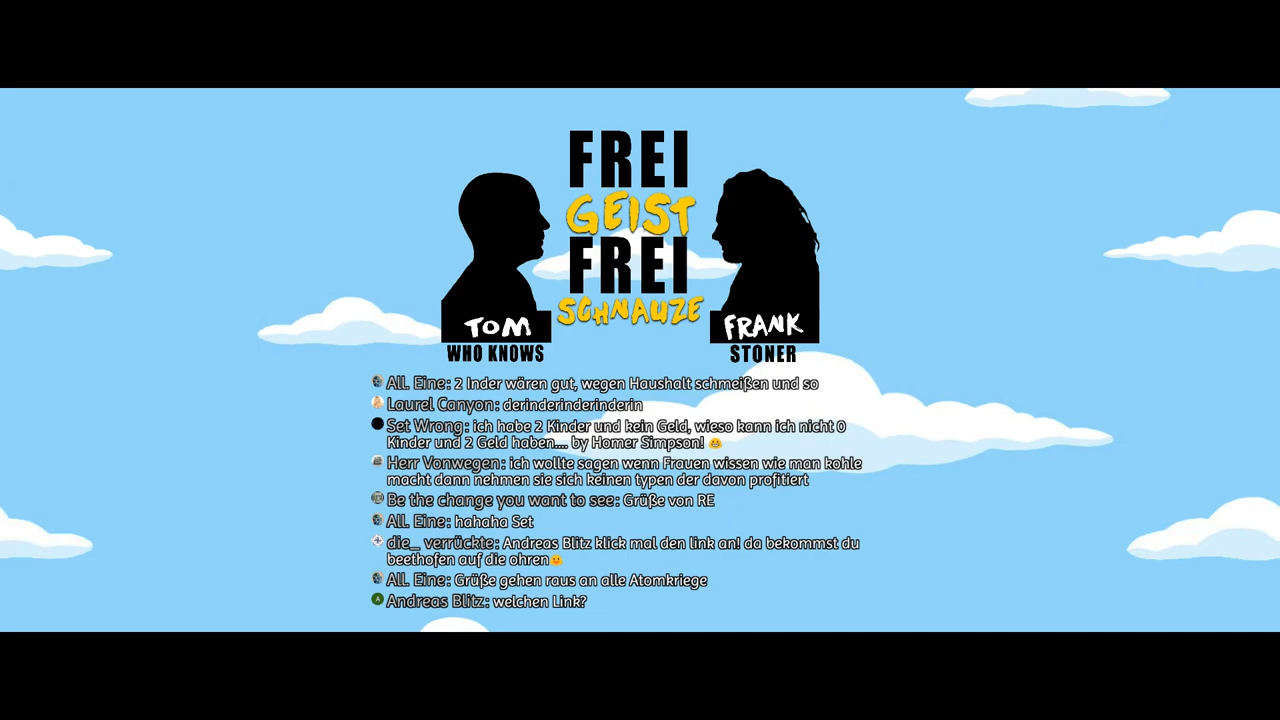 FREI
GEIST
FREI
SCHNAUZE
TOM
WHO KNOWS
FRANK
STONER
All. Eine: 2 Inder wären gut, wegen Haushalt schmeißen und so
Laurel Canyon: derinderinderinderin
Set Wrong: ich habe 2 Kinder und kein Geld, wieso kann ich nicht 0
Kinder und 2 Geld haben.... by Homer Simpson! 😂
Herr Vonwegen: ich wollte sagen wenn Frauen wissen wie man kohle
macht dann nehmen sie sich keinen typen der davon profitiert
Be the change you want to see: Grüße von RE
All. Eine: hahaha Set
die_ verrückte: Andreas Blitz klick mal den link an! da bekommst du
beethofen auf die ohren🤗
All. Eine: Grüße gehen raus an alle Atomkriege
Andreas Blitz: welchen Link?